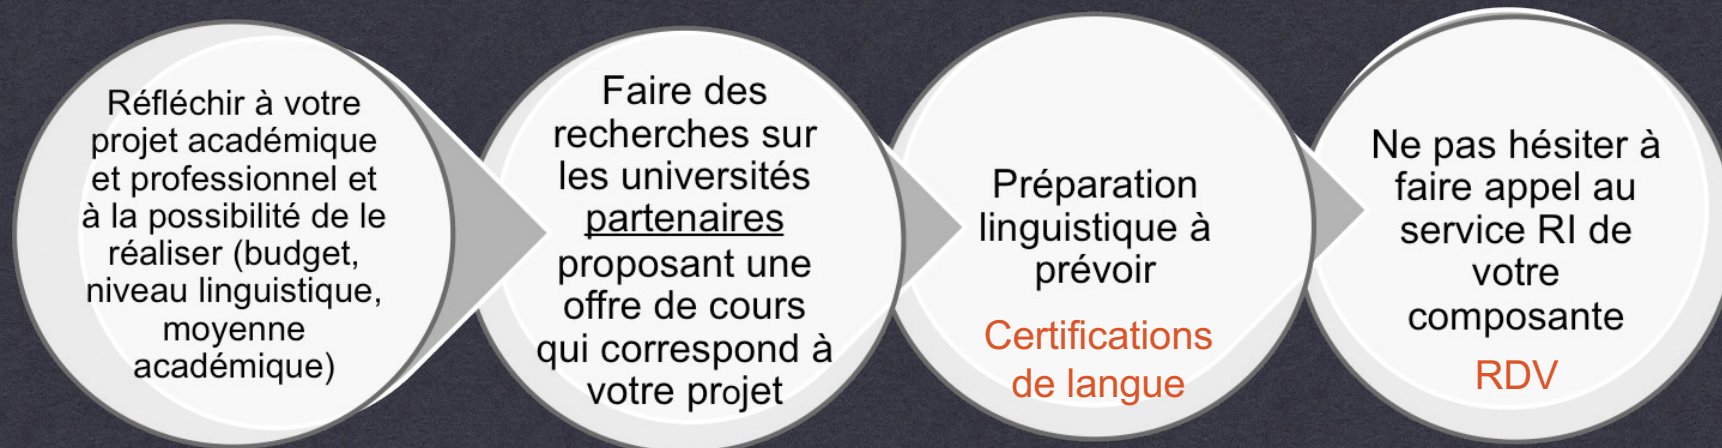 Réfléchir à votre
projet académique
et professionnel et
à la possibilité de le
réaliser (budget,
niveau linguistique,
moyenne
académique)
Faire des
recherches sur
les universités
partenaires
proposant une
offre de cours
qui correspond à
votre projet
Préparation
linguistique à
prévoir
Certifications
de langue
Ne pas hésiter à
faire appel au
service RI de
votre
composante
RDV